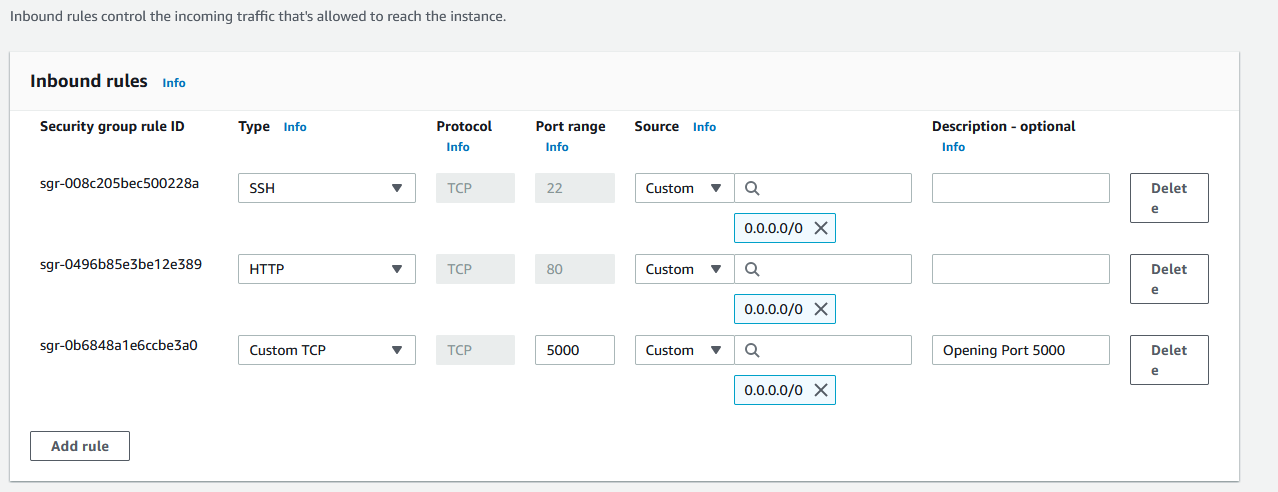 Inbound rules control the incoming traffic that's allowed to reach the instance.
Inbound rules Info
Security group rule ID Type Info Protocol Info Port range Info Source Info Description - optional Info
sgr-008c205bec500228a SSH TCP 22 Custom Delete
0.0.0.0/0
sgr-0496b85e3be12e389 HTTP TCP 80 Custom Delete
0.0.0.0/0
sgr-0b6848a1e6ccbe3a0 Custom TCP TCP 5000 Custom Opening Port 5000 Delete
0.0.0.0/0
Add rule